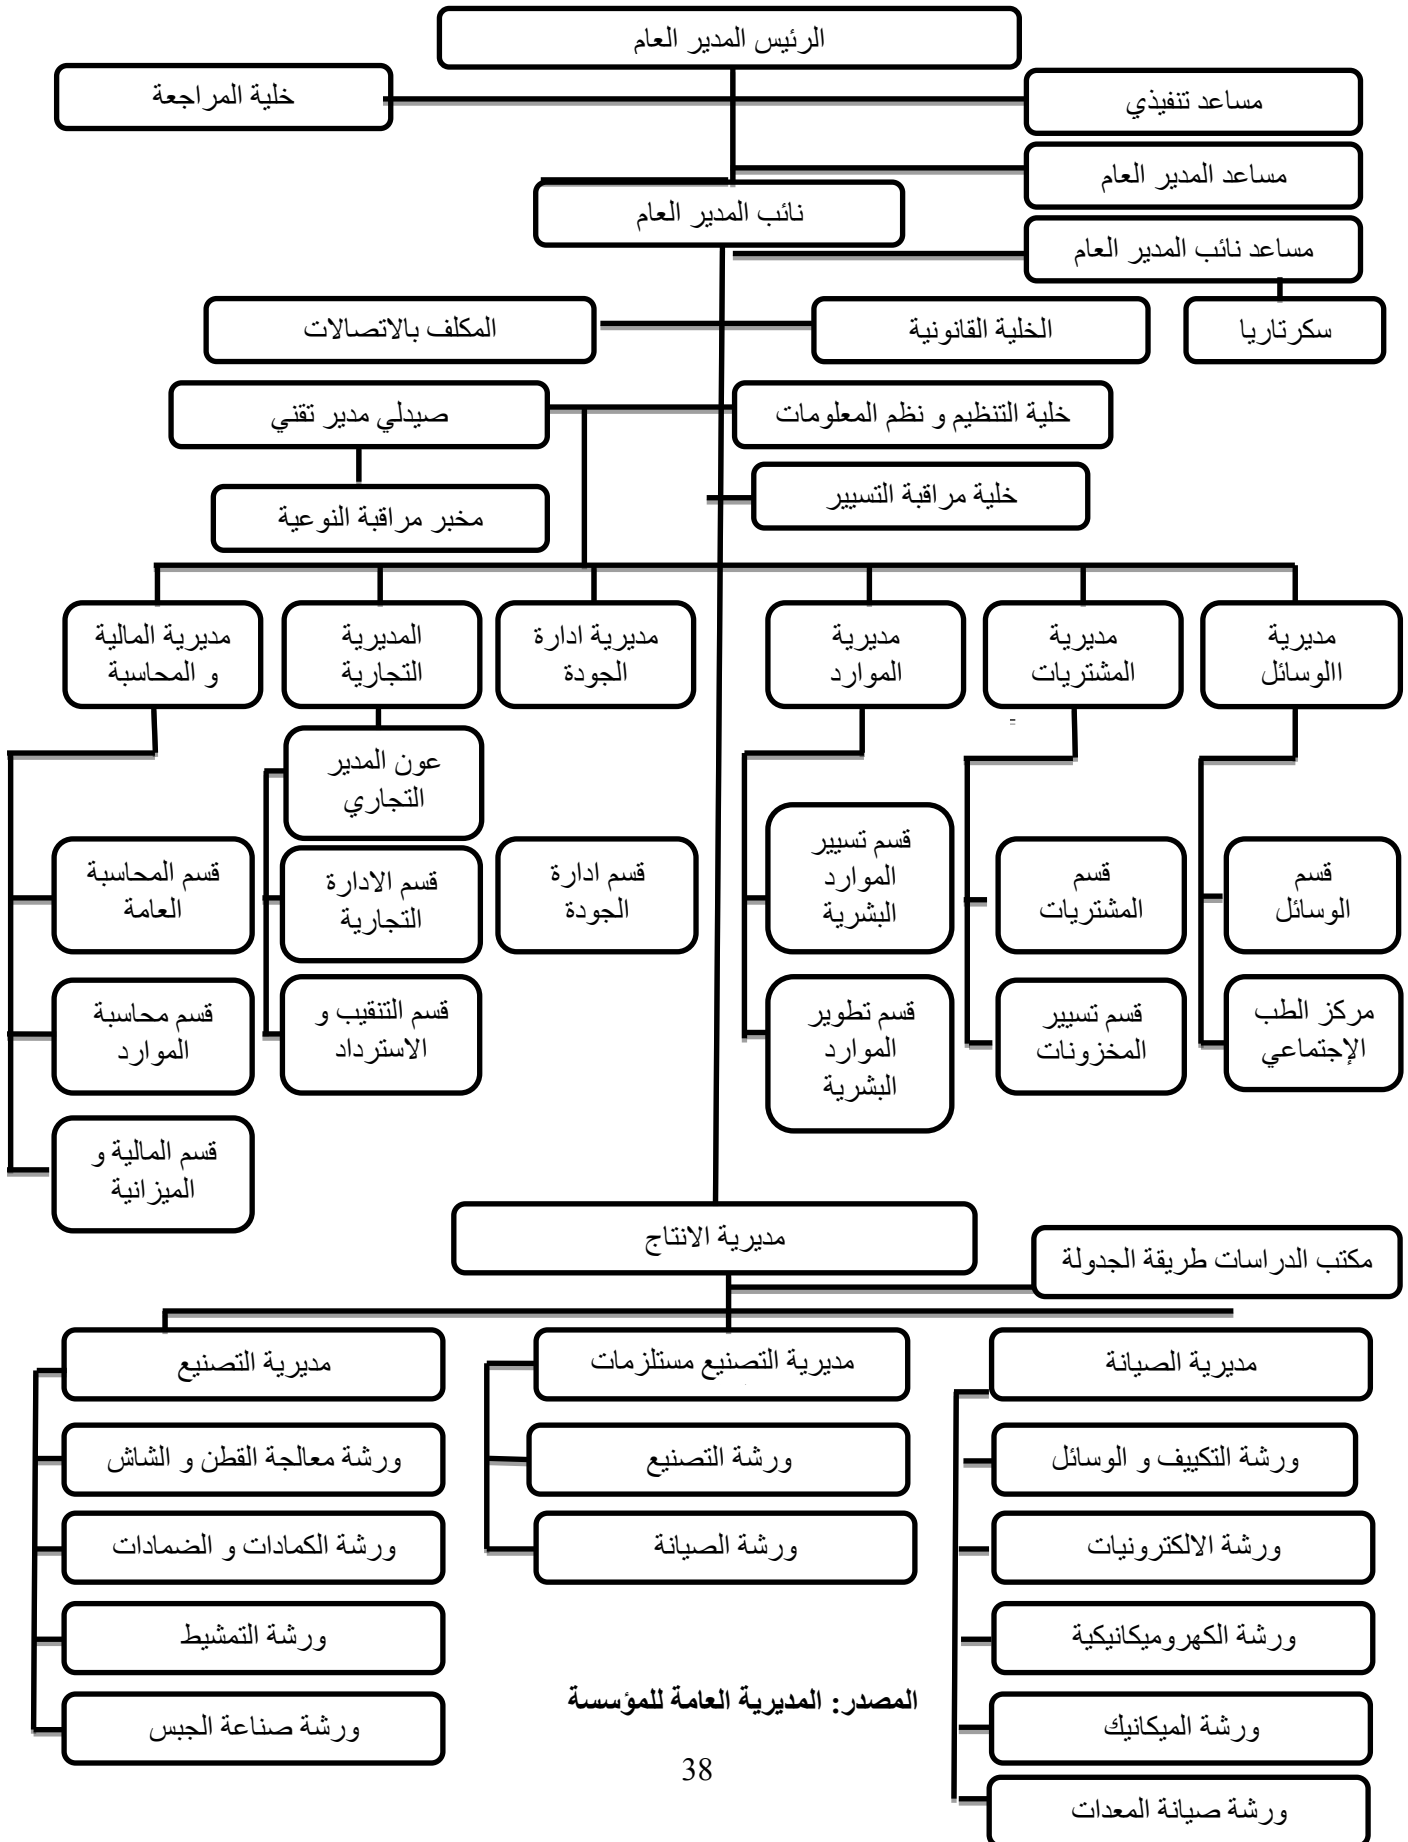 الرئيس المدير العام
مساعد تنفيذي
خلية المراجعة
مساعد المدير العام
نائب المدير العام
مساعد نائب المدير العام
سكرتاريا
الخلية القانونية
المكلف بالاتصالات
خلية التنظيم و نظم المعلومات
صيدلي مدير تقني
خلية مراقبة التسيير
مخبر مراقبة النوعية
مديرية
االوسائل
مديرية
المشتريات
مديرية
الموارد
مديرية ادارة
الجودة
المديرية
التجارية
مديرية المالية
و المحاسبة
عون المدير
التجاري
قسم
الوسائل
قسم
المشتريات
قسم تسيير
الموارد
البشرية
قسم ادارة
الجودة
قسم الادارة
التجارية
قسم المحاسبة
العامة
مركز الطب
الإجتماعي
قسم تسيير
المخزونات
قسم تطوير
الموارد
البشرية
قسم التنقيب و
الاسترداد
قسم محاسبة
الموارد
قسم المالية و
الميزانية
مديرية الانتاج
مكتب الدراسات طريقة الجدولة
مديرية الصيانة
مديرية التصنيع مستلزمات
مديرية التصنيع
ورشة التكييف و الوسائل
ورشة التصنيع
ورشة معالجة القطن و الشاش
ورشة الالكترونيات
ورشة الصيانة
ورشة الكمادات و الضمادات
ورشة الكهروميكانيكية
ورشة التمشيط
ورشة الميكانيك
ورشة صناعة الجبس
ورشة صيانة المعدات
المصدر: المديرية العامة للمؤسسة
38